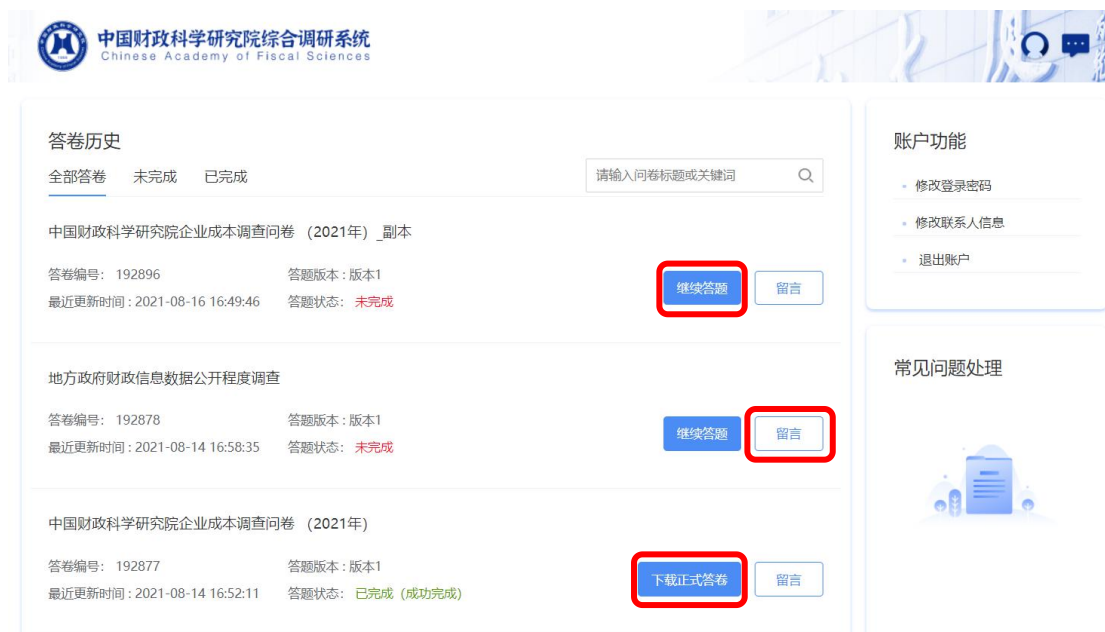 中国财政科学研究院综合调研系统
Chinese Academy of Fiscal Sciences
答卷历史
全部答卷 未完成 已完成
请输入问卷标题或关键词
中国财政科学研究院企业成本调查问卷 (2021年) _副本
答卷编号: 192896 答题版本 : 版本1
最近更新时间 : 2021-08-16 16:49:46 答题状态: 未完成
继续答题 留言
地方政府财政信息数据公开程度调查
答卷编号: 192878 答题版本 : 版本1
最近更新时间 : 2021-08-14 16:58:35 答题状态: 未完成
继续答题 留言
中国财政科学研究院企业成本调查问卷 (2021年)
答卷编号: 192877 答题版本 : 版本1
最近更新时间 : 2021-08-14 16:52:11 答题状态: 已完成 (成功完成)
下载正式答卷 留言
账户功能
修改登录密码
修改联系人信息
退出账户
常见问题处理